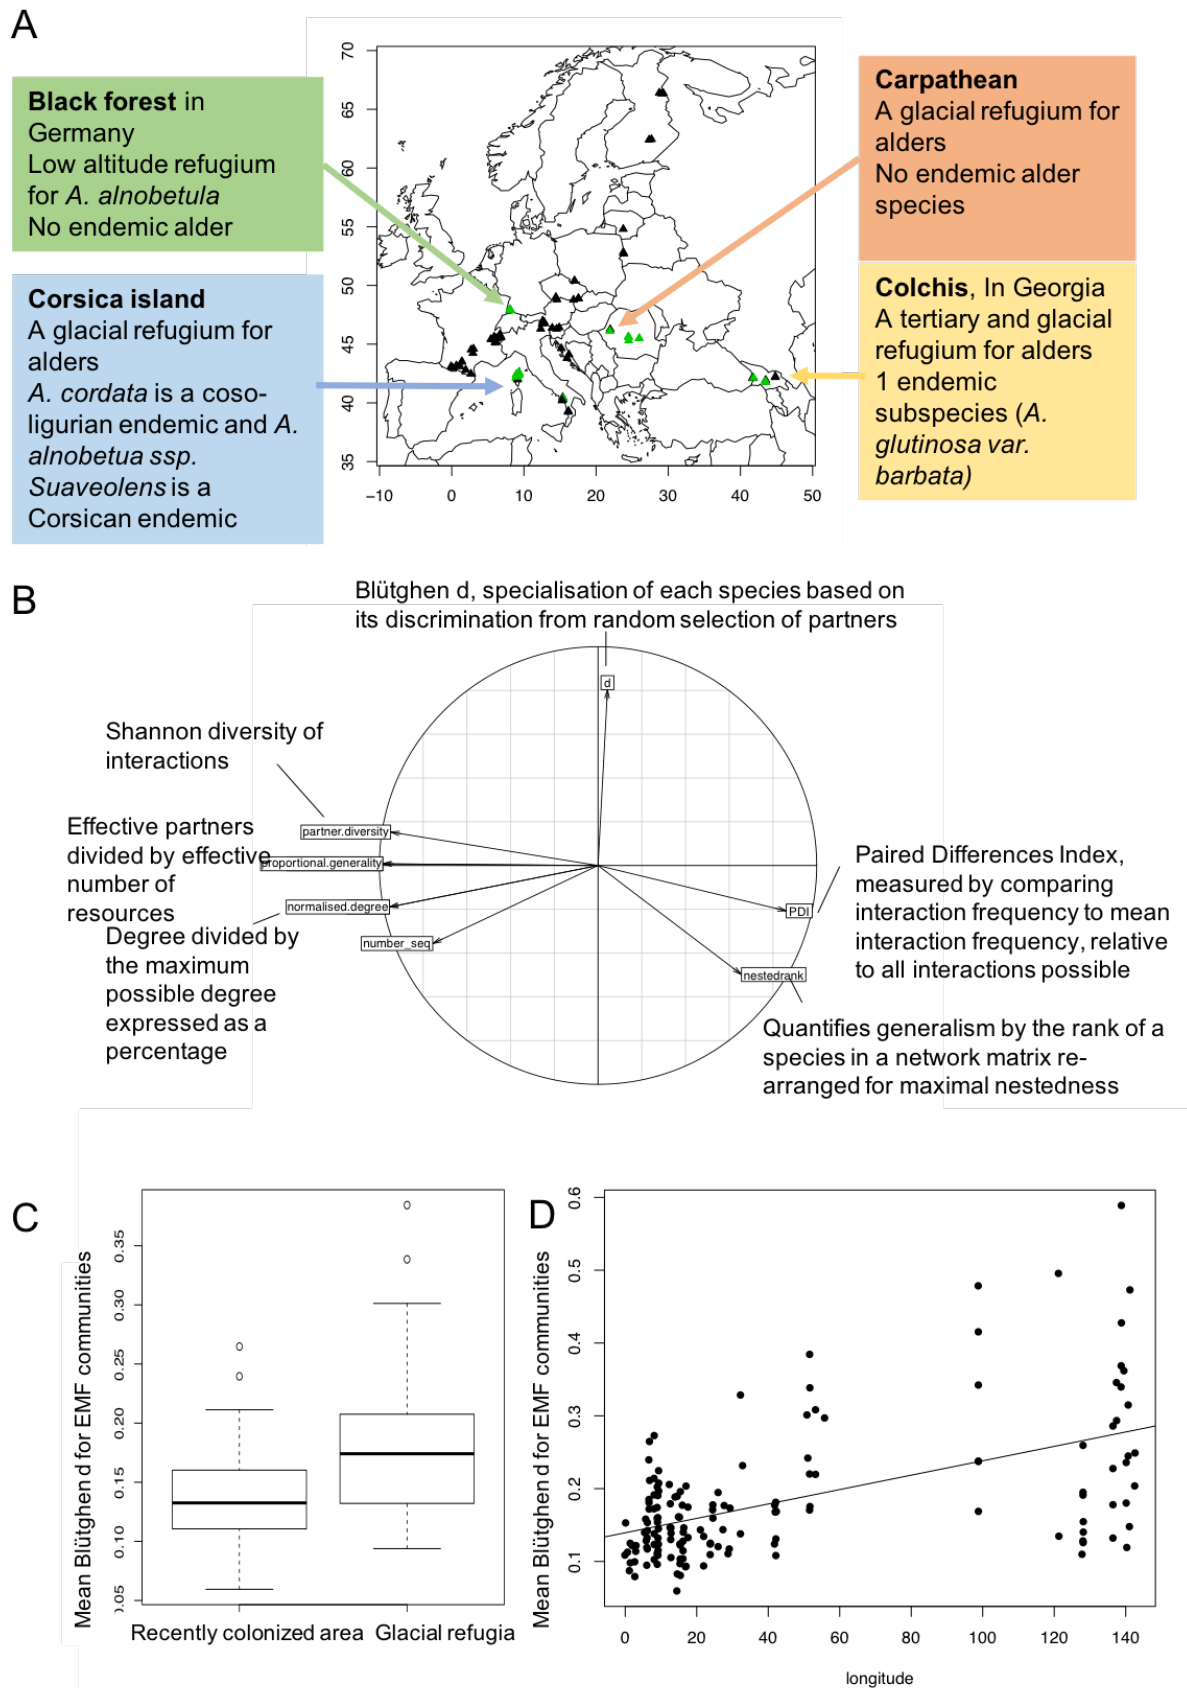 A
Black forest in
Germany
Low altitude refugium
for A. alnobetula
No endemic alder
Corsica island
A glacial refugium for
alders
A. cordata is a coso-
ligurian endemic and A.
alnobetua ssp.
Suaveolens is a
Corsican endemic
70
65
60
55
50
45
40
35
−10
0
10
20
30
40
50
Carpathean
A glacial refugium for
alders
No endemic alder
species
Colchis, In Georgia
A tertiary and glacial
refugium for alders
1 endemic
subspecies (A.
glutinosa var.
barbata)
B
Blütghen d, specialisation of each species based on
its discrimination from random selection of partners
d
Shannon diversity of
interactions
partner.diversity
Effective partners
divided by effective
number of
resources
proportional.generality
normalised.degree
Degree divided by
the maximum
possible degree
expressed as a
percentage
number_seq
PDI
Paired Differences Index,
measured by comparing
interaction frequency to mean
interaction frequency, relative
to all interactions possible
nestedrank
Quantifies generalism by the rank of a
species in a network matrix re-
arranged for maximal nestedness
C
Mean Blütghen d for EMF communities
0.35
0.30
0.25
0.20
0.15
0.10
0.05
Recently colonized area
Glacial refugia
D
Mean Blütghen d for EMF communities
0.6
0.5
0.4
0.3
0.2
0.1
0
20
40
60
80
100
120
140
longitude